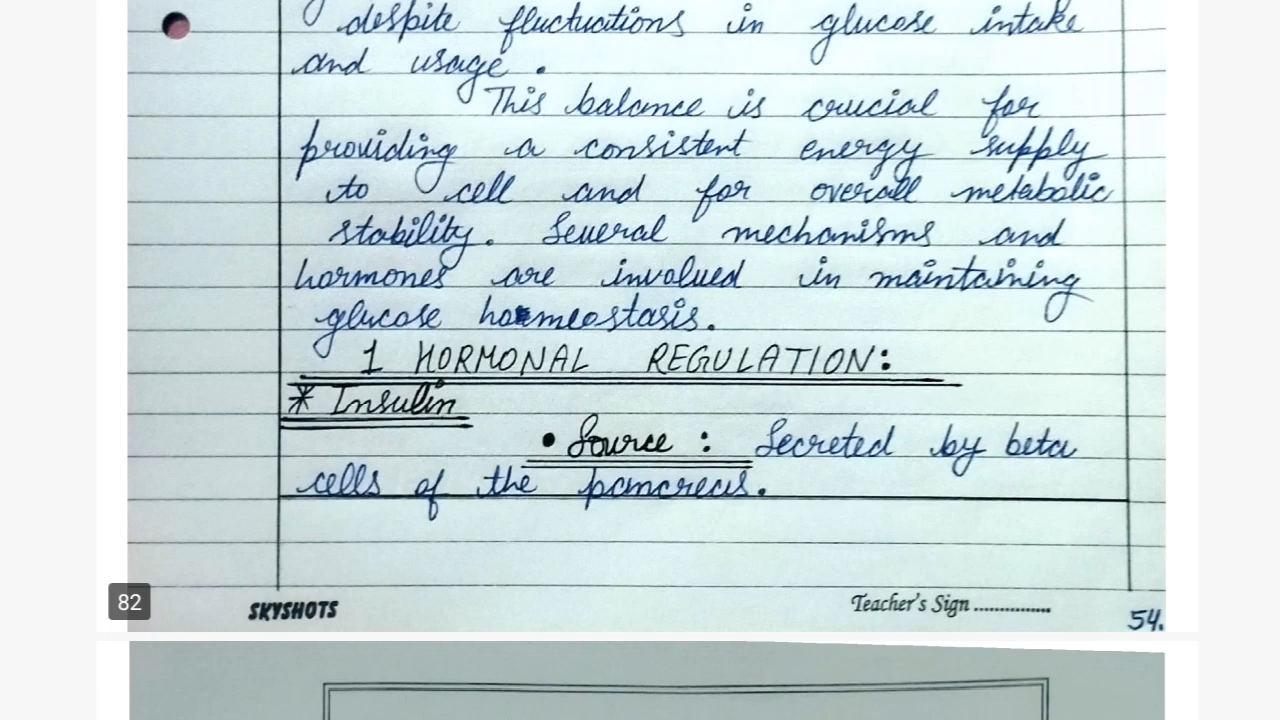 despite fluctuations in glucose intake
and usage.
This balance is crucial for
providing a consistent energy supply
to cell and for overall metabolic
stability. Several mechanisms and
hormones are involved in maintaining
glucose homeostasis.
1 HORMONAL REGULATION:
* Insulin
• Source : Secreted by beta
cells of the pancreas.
82
SKYSHOTS
Teacher's Sign ...............
54.